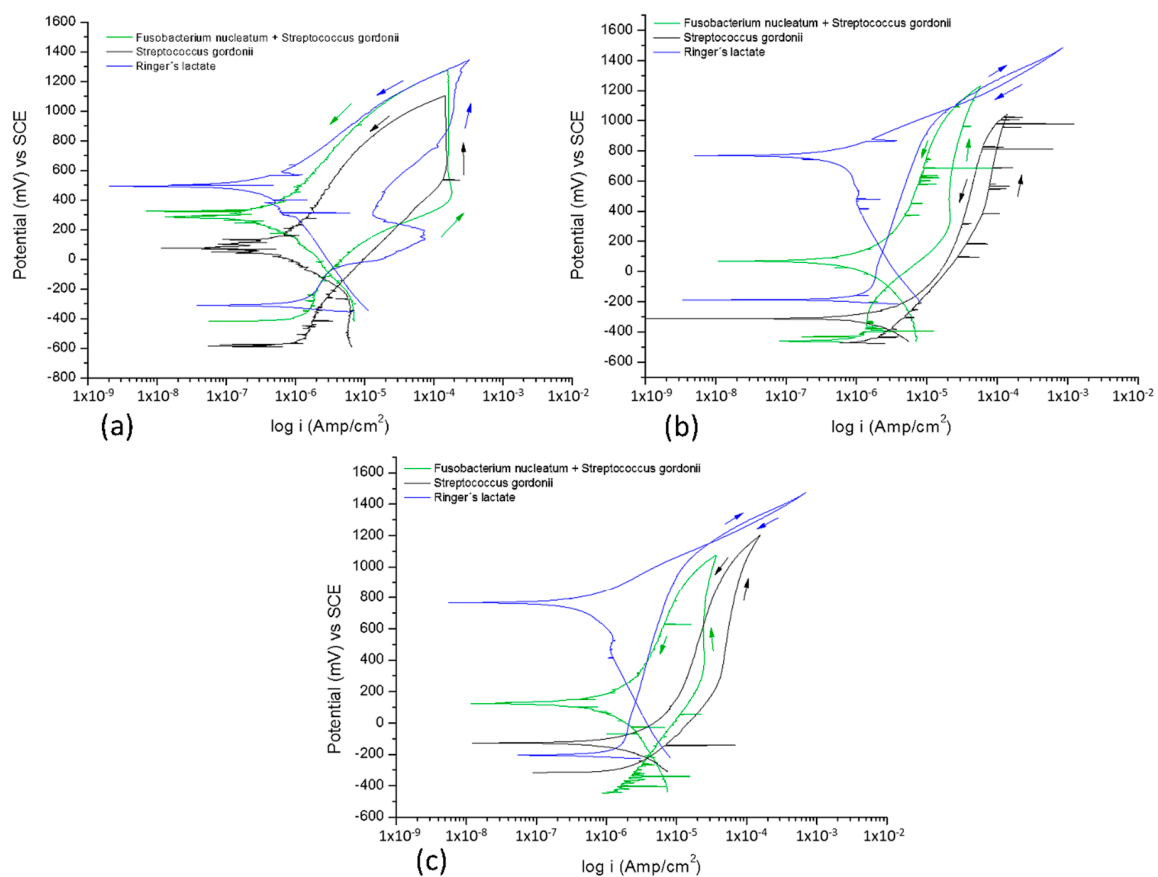 Fusobacterium nucleatum + Streptococcus gordonii
Streptococcus gordonii
Ringer´s lactate
Potential (mV) vs SCE
1600
1400
1200
1000
800
600
400
200
0
-200
-400
-600
-800
1x10-9 1x10-8 1x10-7 1x10-6 1x10-5 1x10-4 1x10-3 1x10-2
log i (Amp/cm2)
(a)
Fusobacterium nucleatum + Streptococcus gordonii
Streptococcus gordonii
Ringer´s lactate
Potential (mV) vs SCE
1600
1400
1200
1000
800
600
400
200
0
-200
-400
-600
1x10-9 1x10-8 1x10-7 1x10-6 1x10-5 1x10-4 1x10-3 1x10-2
log i (Amp/cm2)
(b)
Fusobacterium nucleatum + Streptococcus gordonii
Streptococcus gordonii
Ringer´s lactate
Potential (mV) vs SCE
1600
1400
1200
1000
800
600
400
200
0
-200
-400
-600
1x10-9 1x10-8 1x10-7 1x10-6 1x10-5 1x10-4 1x10-3 1x10-2
log i (Amp/cm2)
(c)